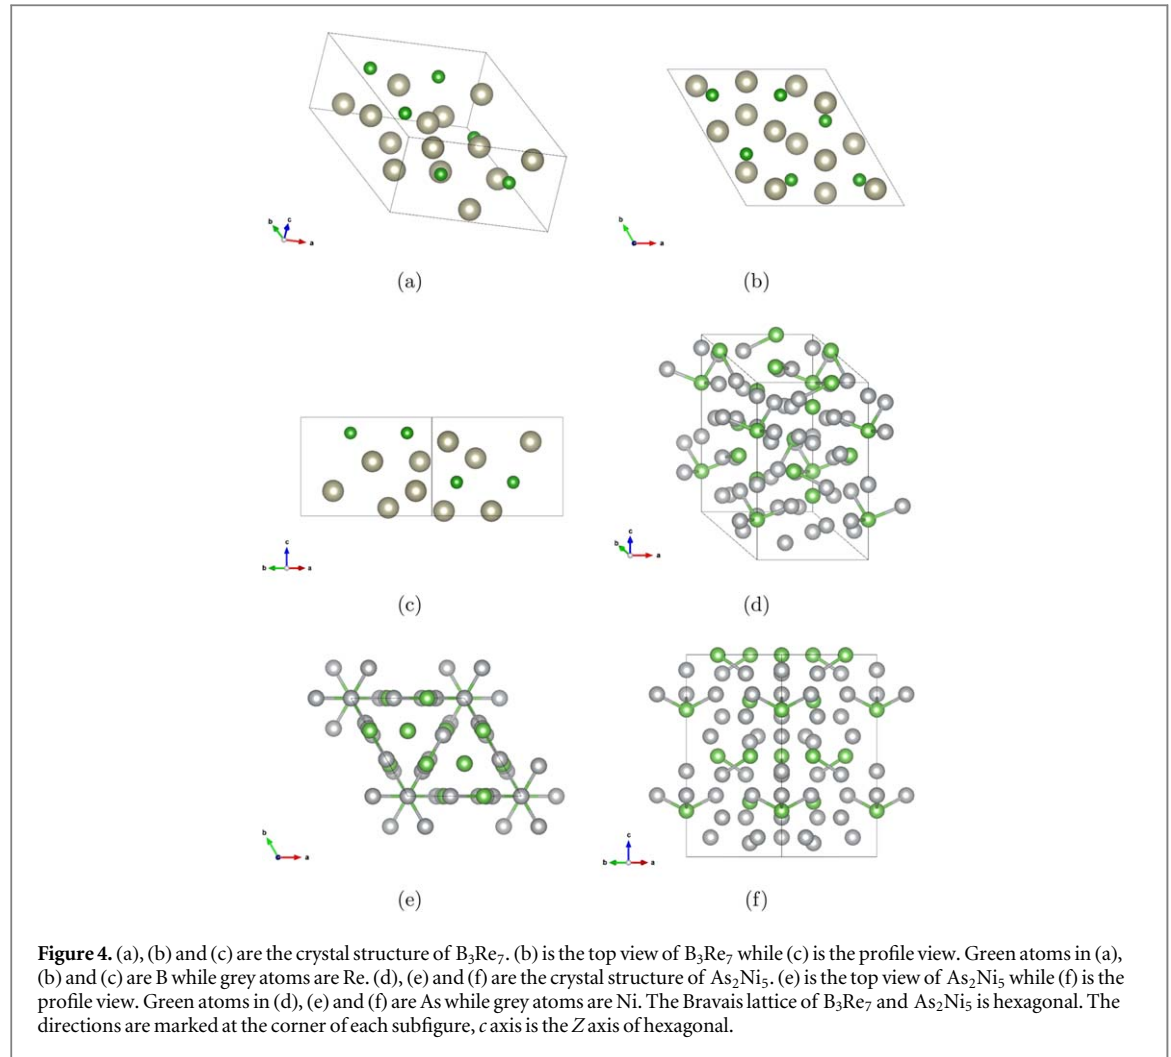 b
c
a
b
a
(a)
(b)
c
b
a
c
b
a
(c)
(d)
b
a
c
b
a
(e)
(f)
Figure 4. (a), (b) and (c) are the crystal structure of B₃Re₇. (b) is the top view of B₃Re₇ while (c) is the profile view. Green atoms in (a),
(b) and (c) are B while grey atoms are Re. (d), (e) and (f) are the crystal structure of As₂Ni₅. (e) is the top view of As₂Ni₅ while (f) is the
profile view. Green atoms in (d), (e) and (f) are As while grey atoms are Ni. The Bravais lattice of B₃Re₇ and As₂Ni₅ is hexagonal. The
directions are marked at the corner of each subfigure, c axis is the Z axis of hexagonal.